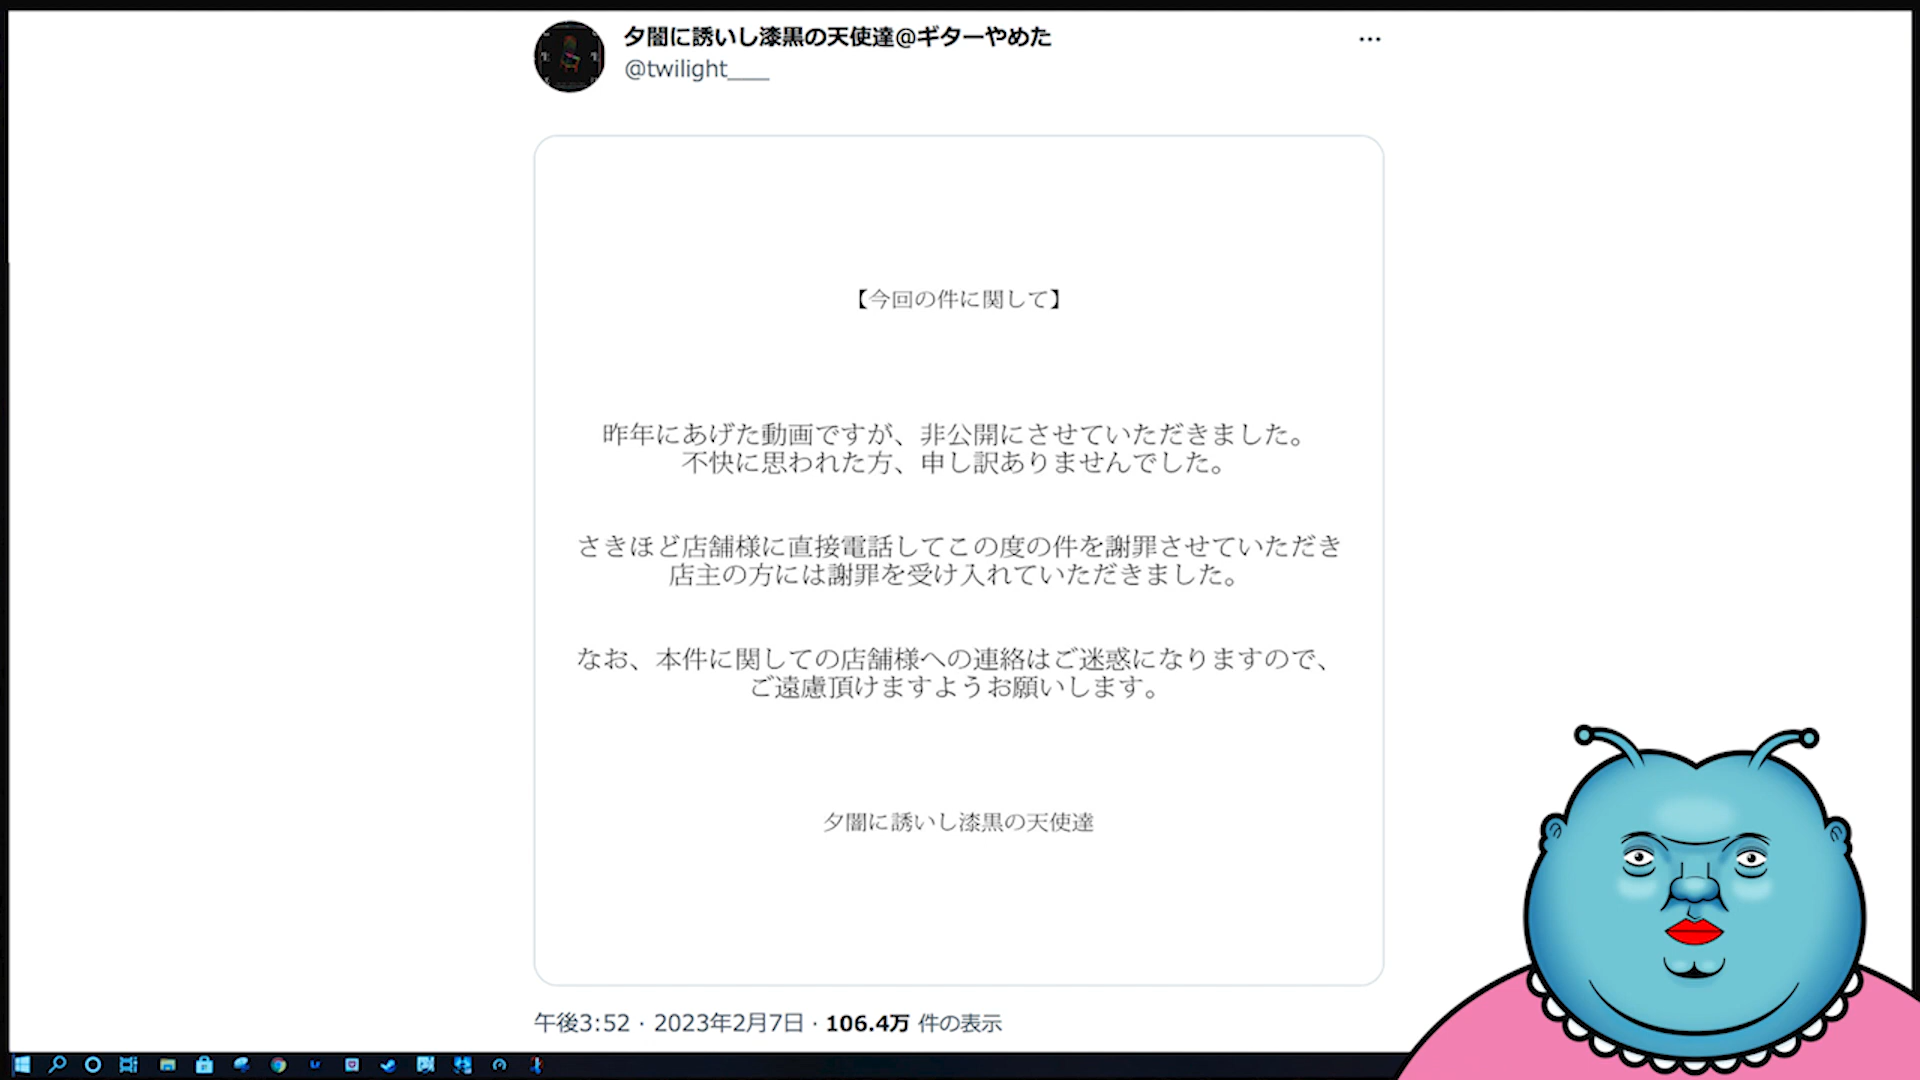 夕闇に誘いし漆黒の天使達@ギターやめた
@twilight____
【今回の件に関して】
昨年にあげた動画ですが、非公開にさせていただきました。
不快に思われた方、申し訳ありませんでした。
さきほど店舗様に直接電話してこの度の件を謝罪させていただき
店主の方には謝罪を受け入れていただきました。
なお、本件に関しての店舗様への連絡はご迷惑になりますので、
ご遠慮頂けますようお願いします。
夕闇に誘いし漆黒の天使達
午後3:52 · 2023年2月7日 · 106.4万 件の表示